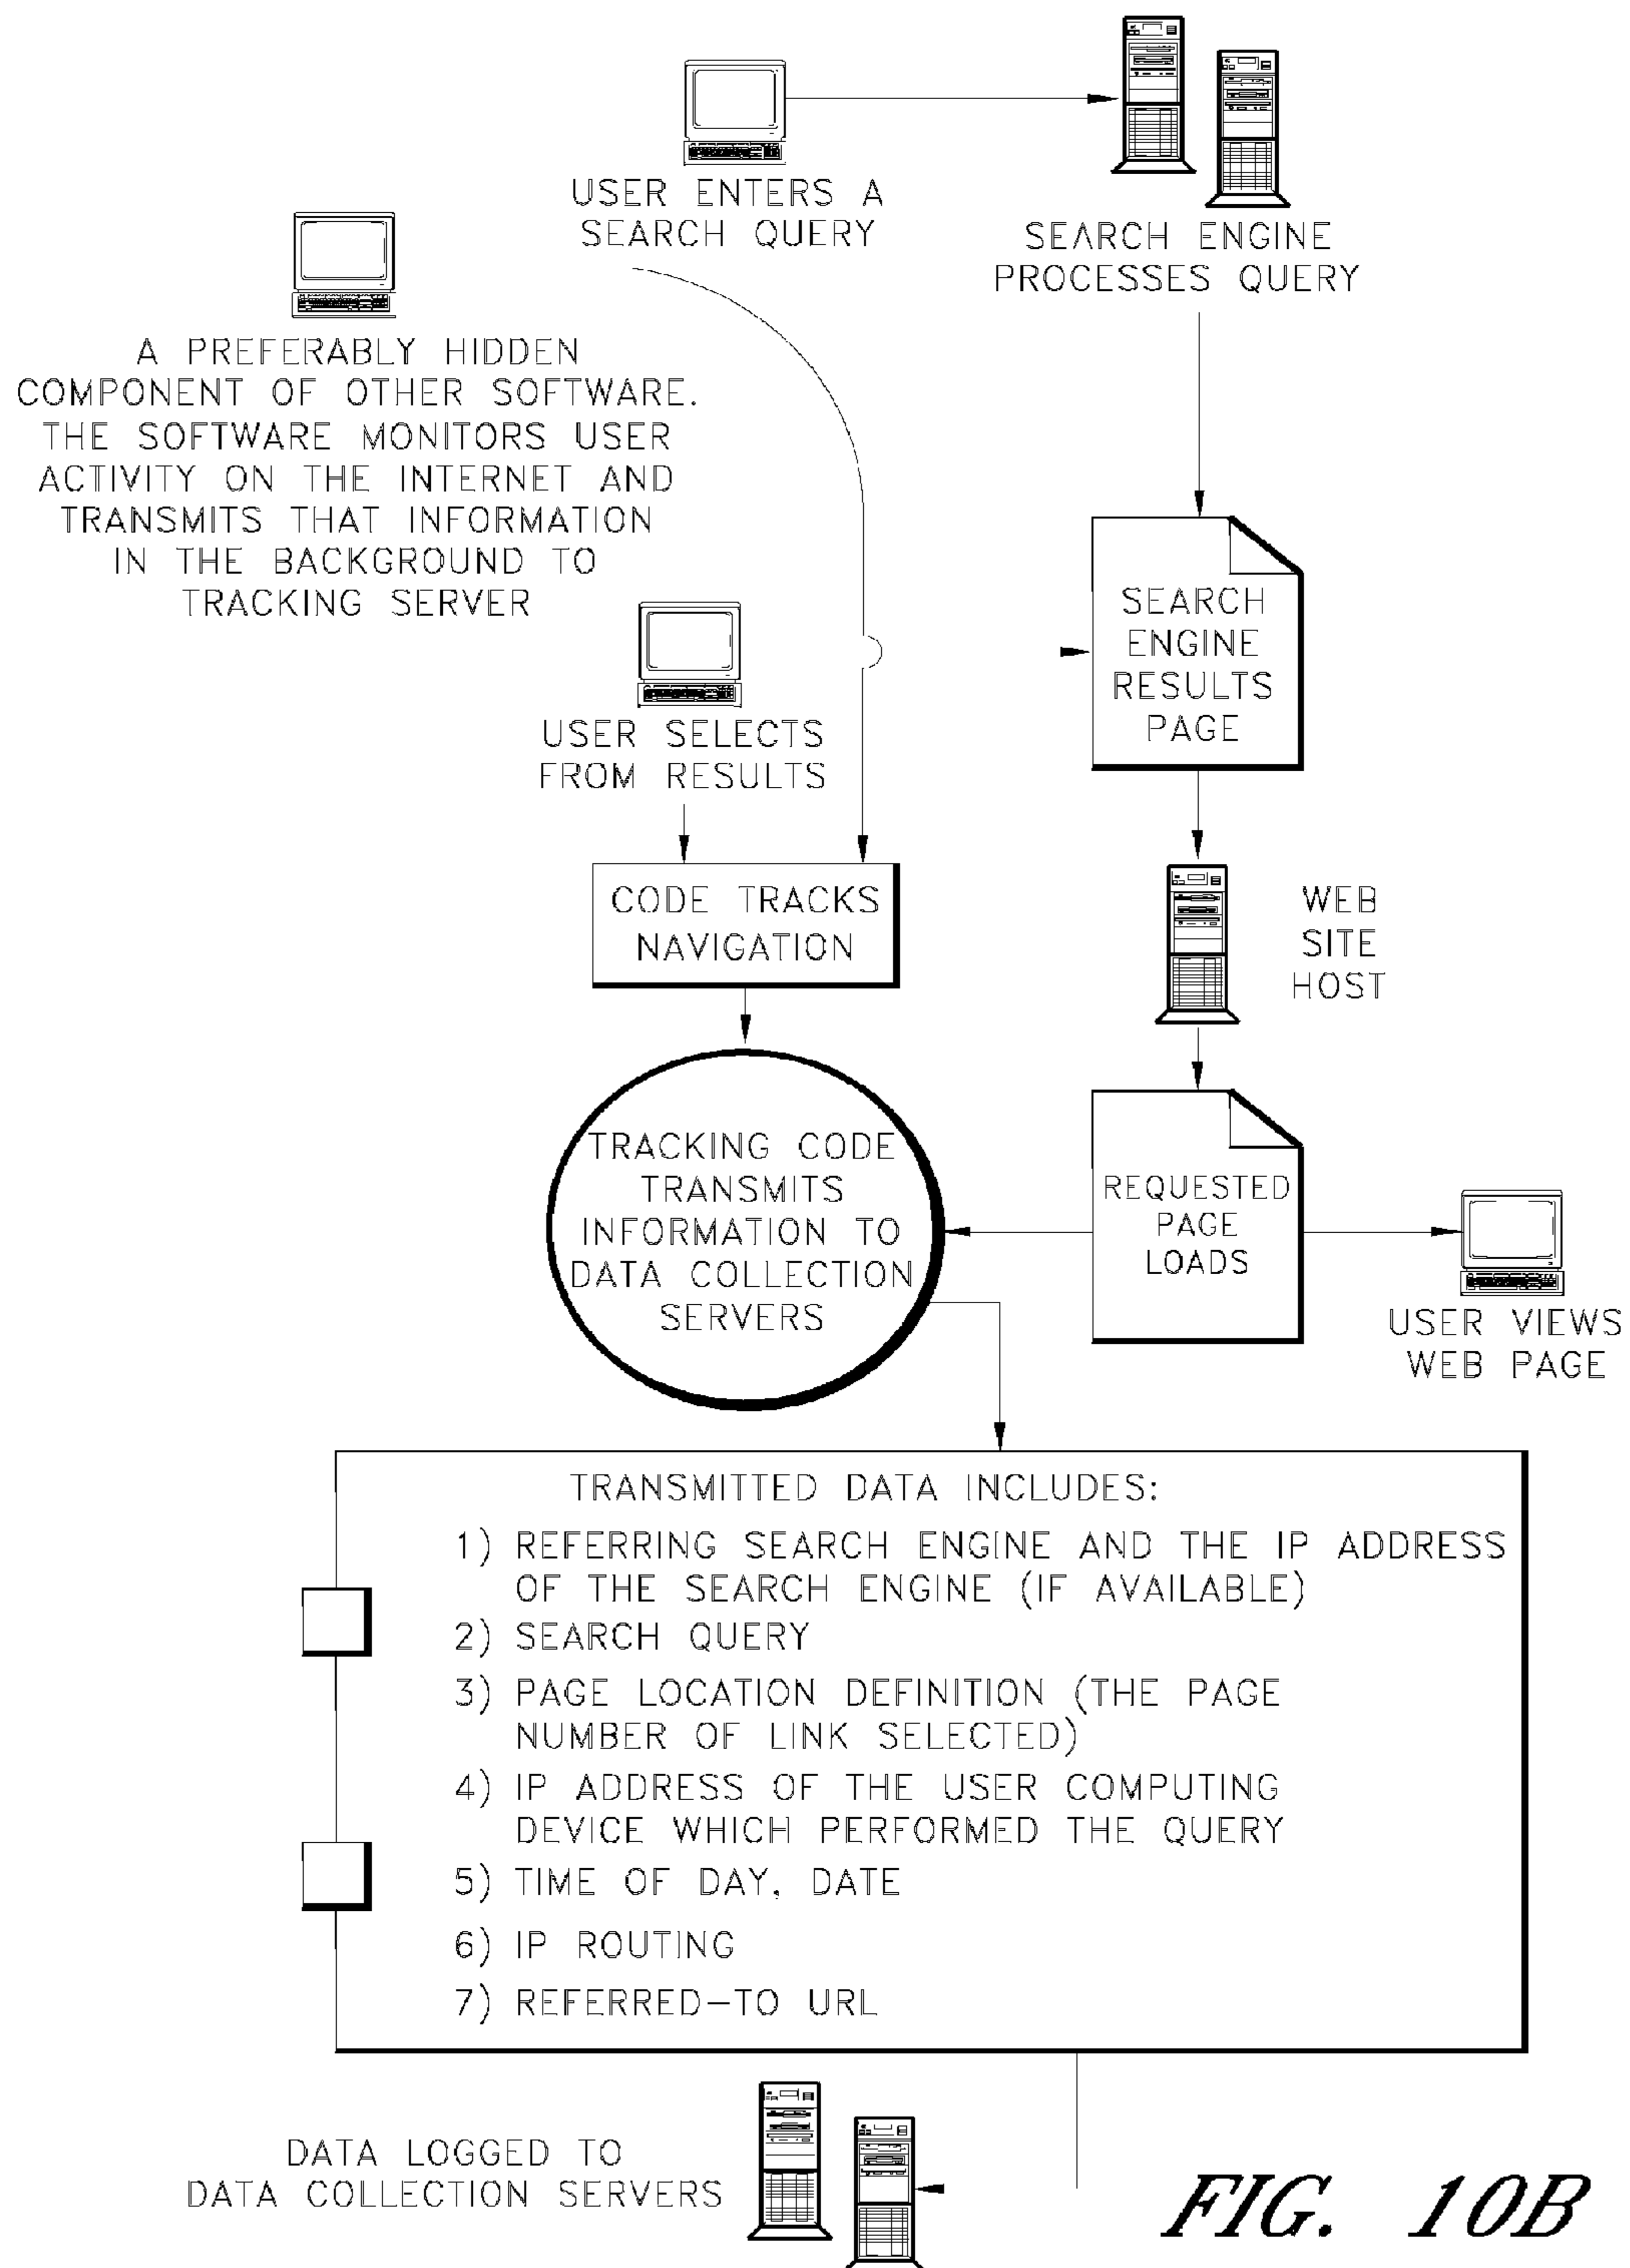 USER ENTERS A
SEARCH QUERY
SEARCH ENGINE
PROCESSES QUERY
A PREFERABLY HIDDEN
COMPONENT OF OTHER SOFTWARE.
THE SOFTWARE MONITORS USER
ACTIVITY ON THE INTERNET AND
TRANSMITS THAT INFORMATION
IN THE BACKGROUND TO
TRACKING SERVER
SEARCH
ENGINE
RESULTS
PAGE
USER SELECTS
FROM RESULTS
CODE TRACKS
NAVIGATION
WEB
SITE
HOST
TRACKING CODE
TRANSMITS
INFORMATION TO
DATA COLLECTION
SERVERS
REQUESTED
PAGE
LOADS
USER VIEWS
WEB PAGE
TRANSMITTED DATA INCLUDES:
1) REFERRING SEARCH ENGINE AND THE IP ADDRESS
OF THE SEARCH ENGINE (IF AVAILABLE)
2) SEARCH QUERY
3) PAGE LOCATION DEFINITION (THE PAGE
NUMBER OF LINK SELECTED)
4) IP ADDRESS OF THE USER COMPUTING
DEVICE WHICH PERFORMED THE QUERY
5) TIME OF DAY, DATE
6) IP ROUTING
7) REFERRED-TO URL
DATA LOGGED TO
DATA COLLECTION SERVERS
FIG. 10B